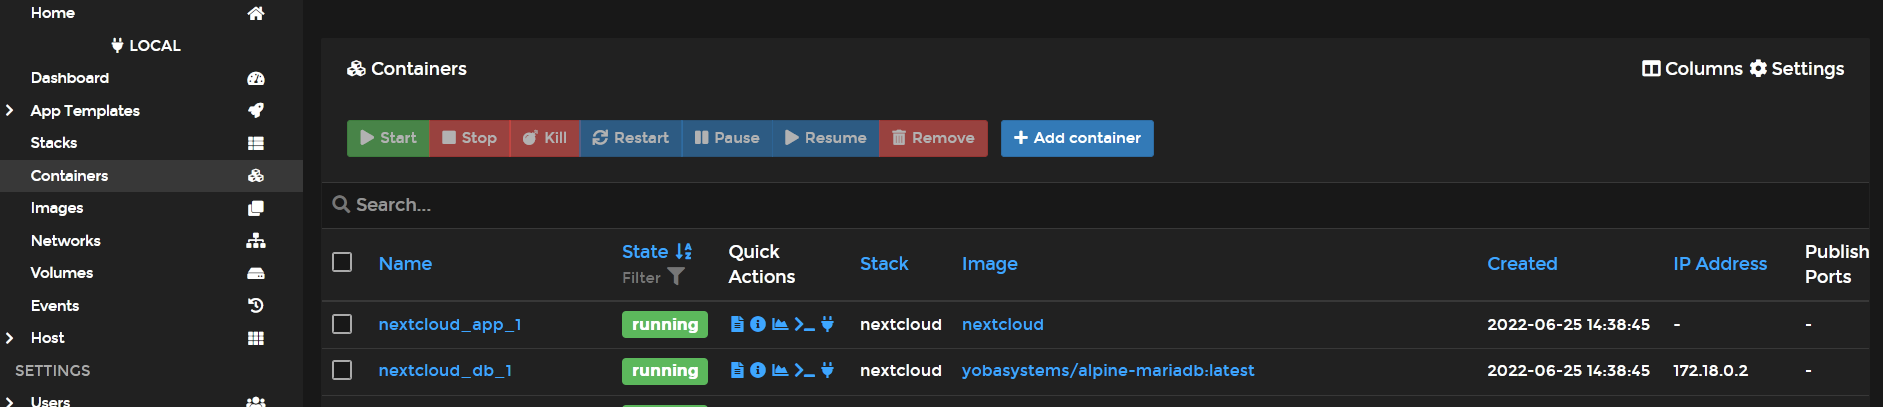 Home
LOCAL
Dashboard
App Templates
Stacks
Containers
Images
Networks
Volumes
Events
Host
SETTINGS
Users
Containers
Columns Settings
Start Stop Kill Restart Pause Resume Remove Add container
Search...
Name State Filter Quick Actions Stack Image Created IP Address Publish Ports
nextcloud_app_1 running nextcloud nextcloud 2022-06-25 14:38:45 - -
nextcloud_db_1 running nextcloud yobasystems/alpine-mariadb:latest 2022-06-25 14:38:45 172.18.0.2 -